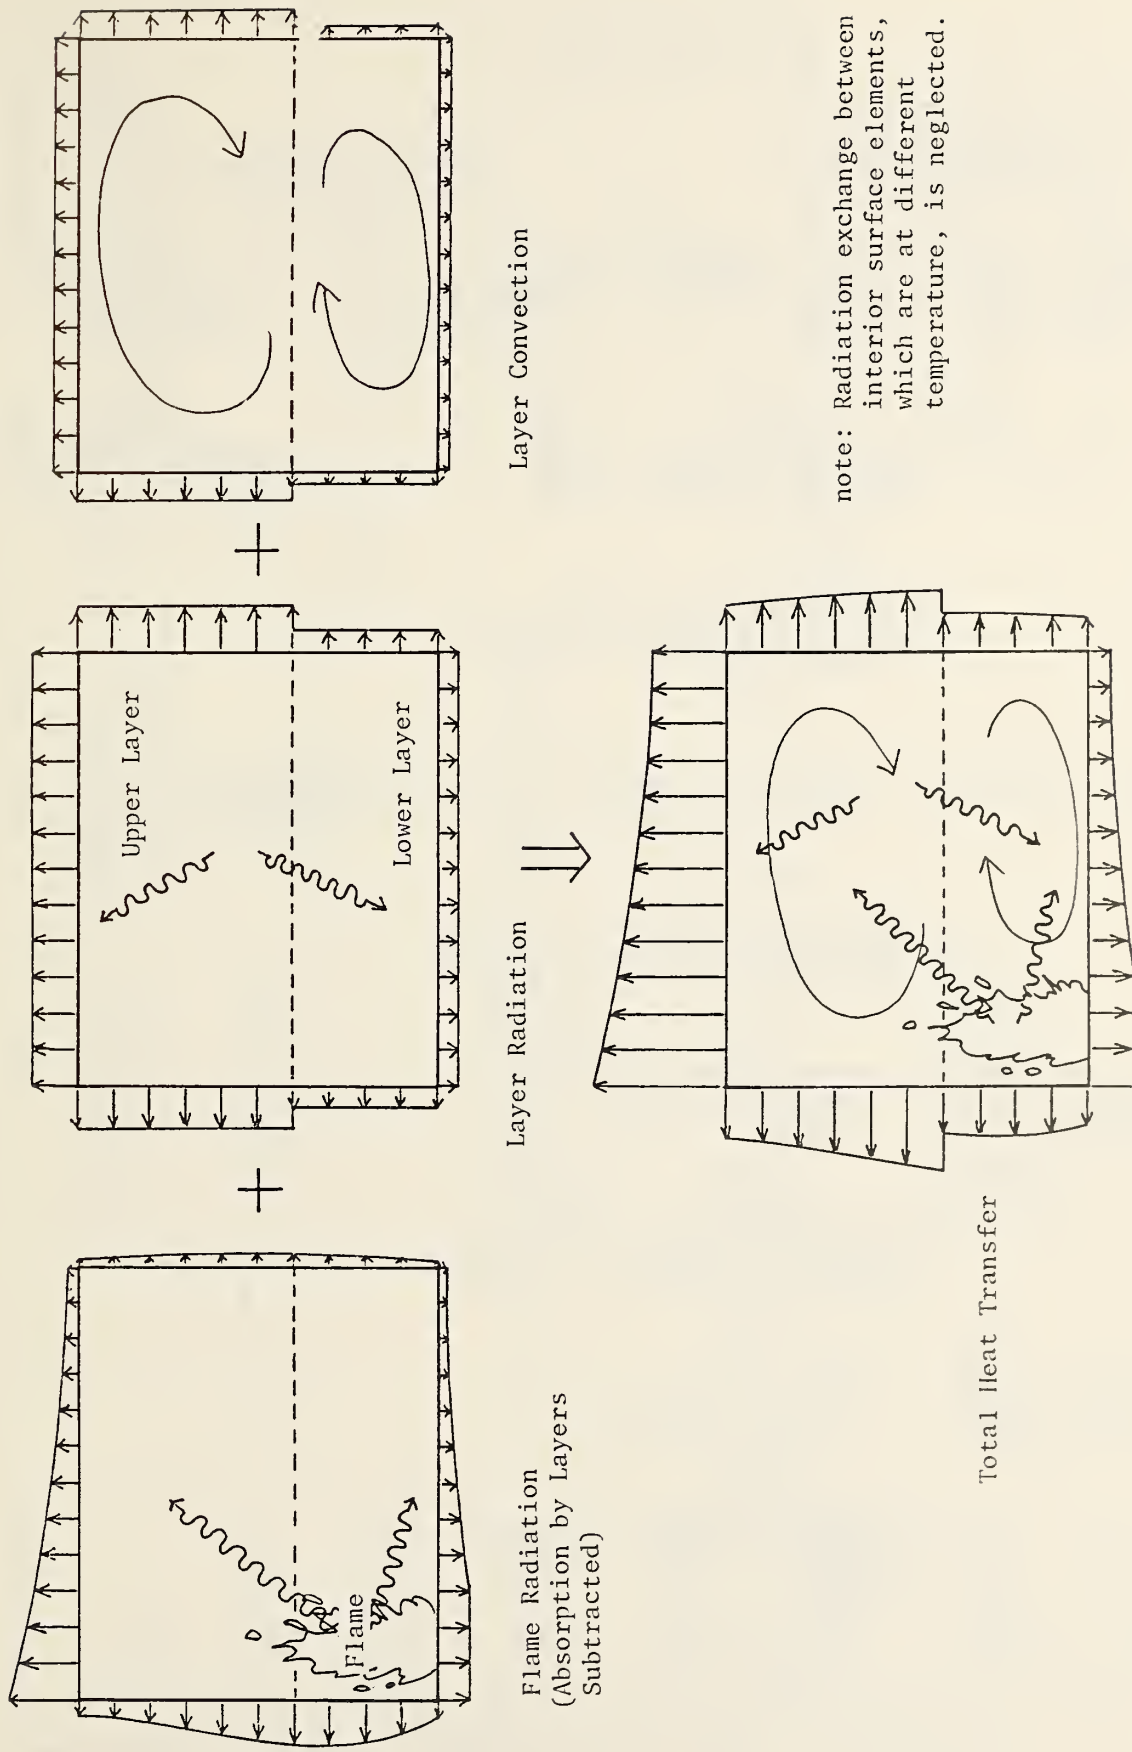 Flame
Flame Radiation
(Absorption by Layers
Subtracted)
+
Upper Layer
Lower Layer
Layer Radiation
+
Layer Convection
Total Heat Transfer
note: Radiation exchange between
interior surface elements,
which are at different
temperature, is neglected.